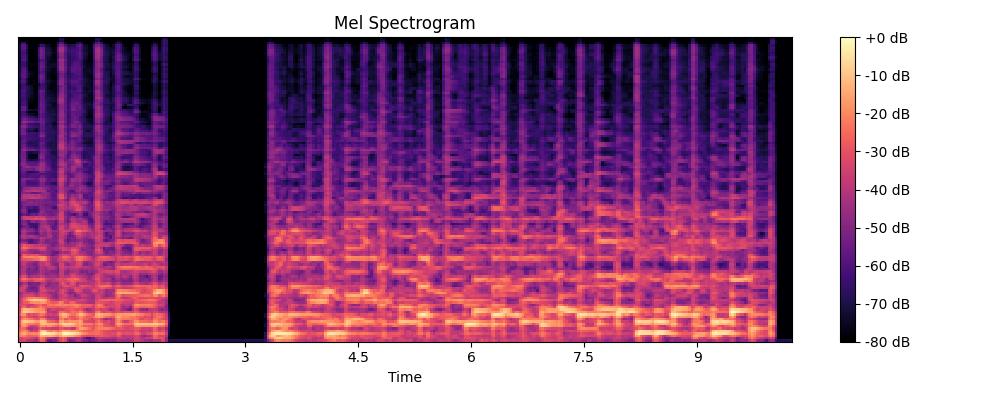 Mel Spectrogram
+0 dB
-10 dB
-20 dB
-30 dB
-40 dB
-50 dB
-60 dB
-70 dB
-80 dB
0 1.5 3 4.5 6 7.5 9
Time